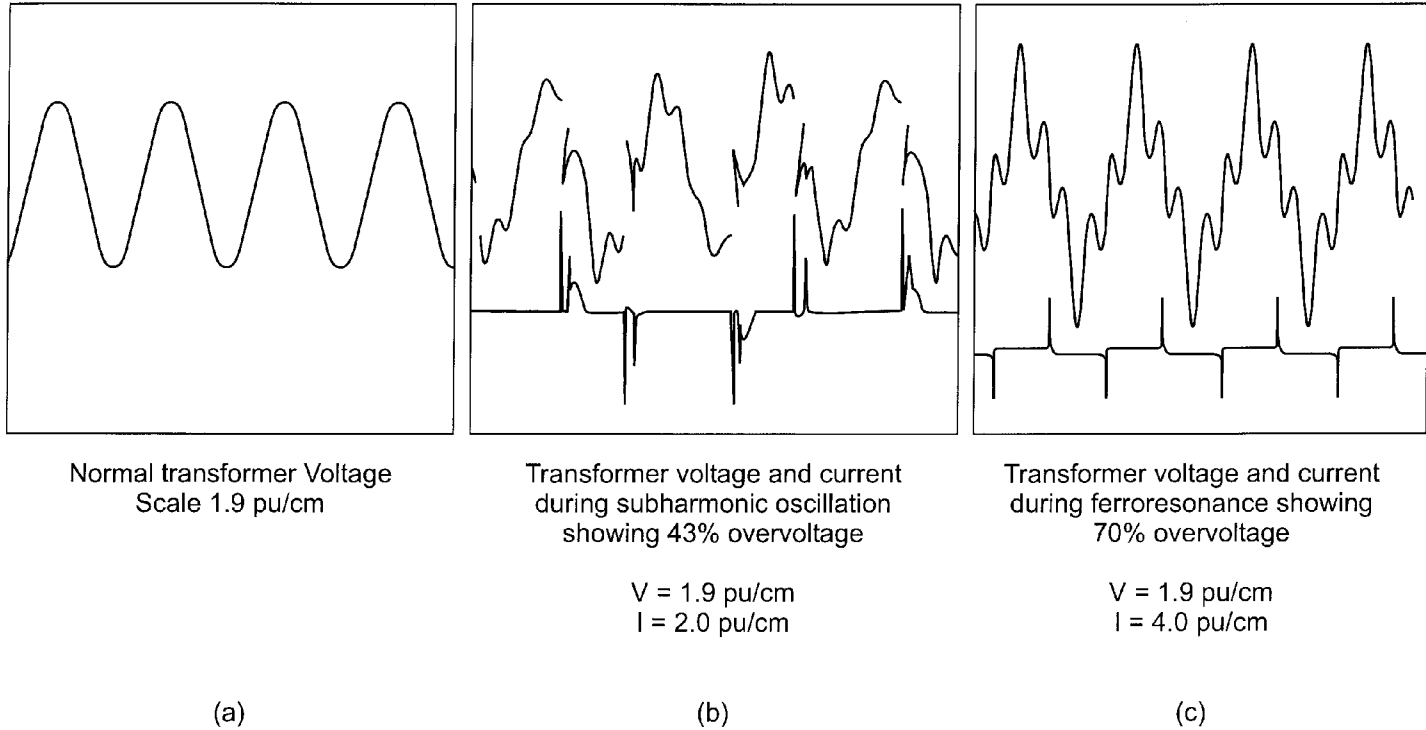 Normal transformer Voltage
Scale 1.9 pu/cm
Transformer voltage and current
during subharmonic oscillation
showing 43% overvoltage
V = 1.9 pu/cm
I = 2.0 pu/cm
Transformer voltage and current
during ferroresonance showing
70% overvoltage
V = 1.9 pu/cm
I = 4.0 pu/cm
(a)
(b)
(c)